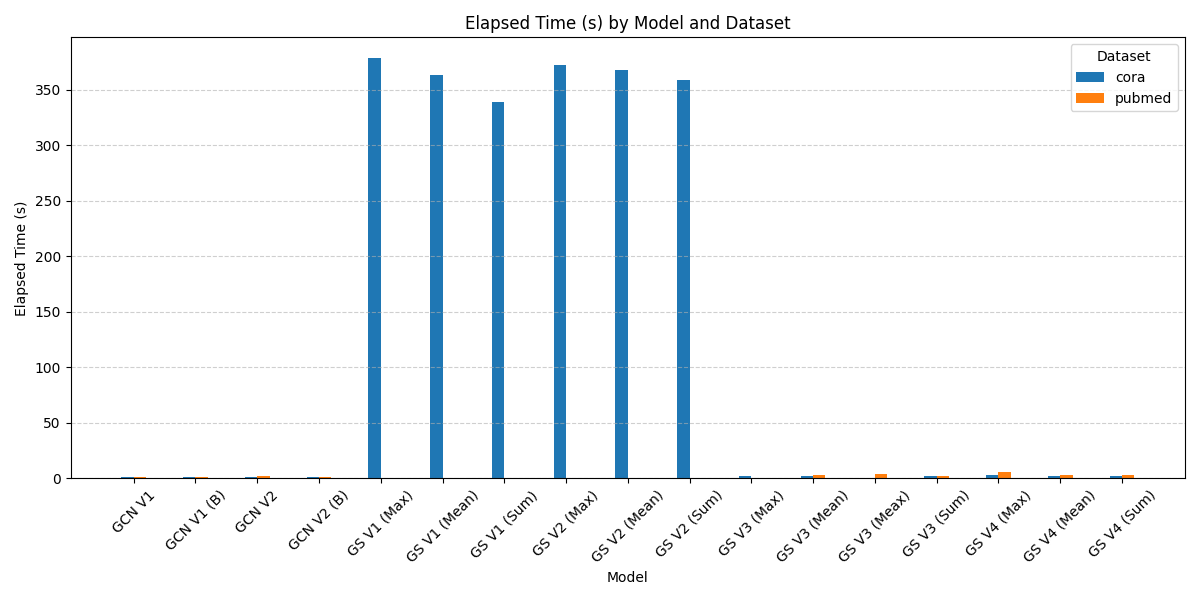 Elapsed Time (s) by Model and Dataset
Dataset
cora
pubmed
Elapsed Time (s)
350
300
250
200
150
100
50
0
GCN V1
GCN V1 (B)
GCN V2
GCN V2 (B)
GS V1 (Max)
GS V1 (Mean)
GS V1 (Sum)
GS V2 (Max)
GS V2 (Mean)
GS V2 (Sum)
GS V3 (Max)
GS V3 (Mean)
GS V3 (Meax)
GS V3 (Sum)
GS V4 (Max)
GS V4 (Mean)
GS V4 (Sum)
Model